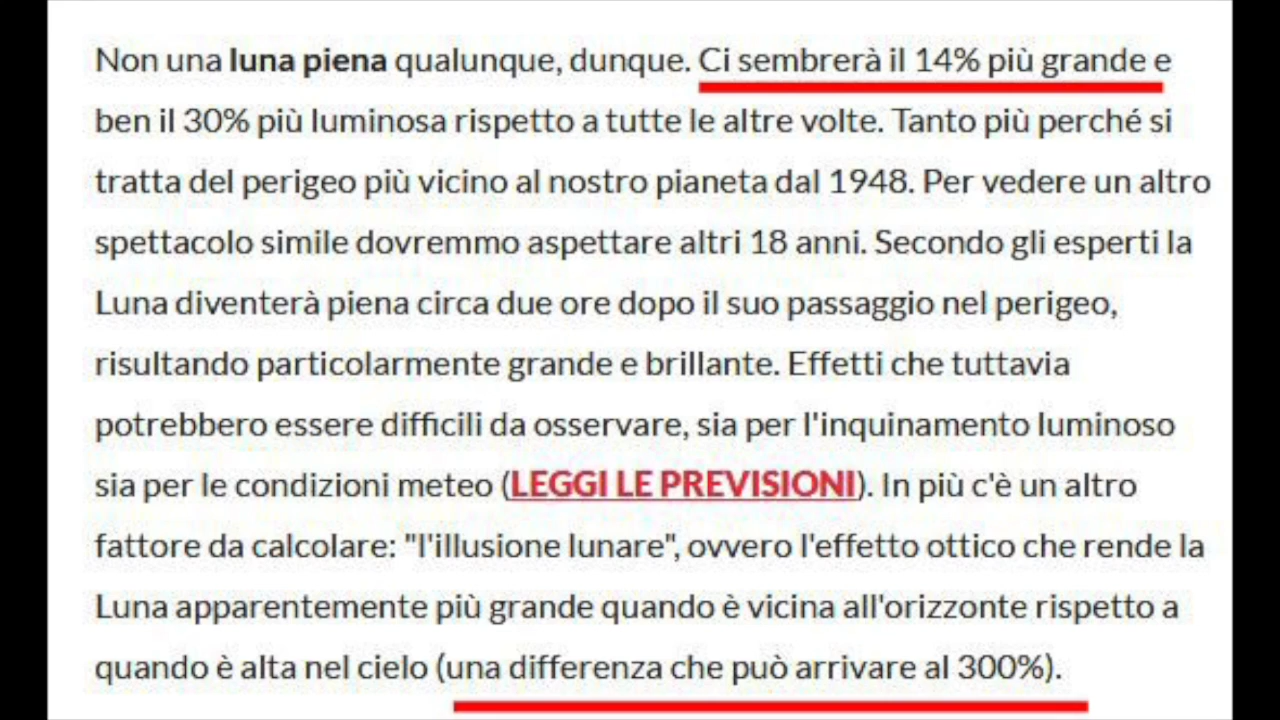 Non una luna piena qualunque, dunque. Ci sembrerà il 14% più grande e
ben il 30% più luminosa rispetto a tutte le altre volte. Tanto più perché si
tratta del perigeo più vicino al nostro pianeta dal 1948. Per vedere un altro
spettacolo simile dovremmo aspettare altri 18 anni. Secondo gli esperti la
Luna diventerà piena circa due ore dopo il suo passaggio nel perigeo,
risultando particolarmente grande e brillante. Effetti che tuttavia
potrebbero essere difficili da osservare, sia per l'inquinamento luminoso
sia per le condizioni meteo (LEGGI LE PREVISIONI). In più c'è un altro
fattore da calcolare: "l'illusione lunare", ovvero l'effetto ottico che rende la
Luna apparentemente più grande quando è vicina all'orizzonte rispetto a
quando è alta nel cielo (una differenza che può arrivare al 300%).